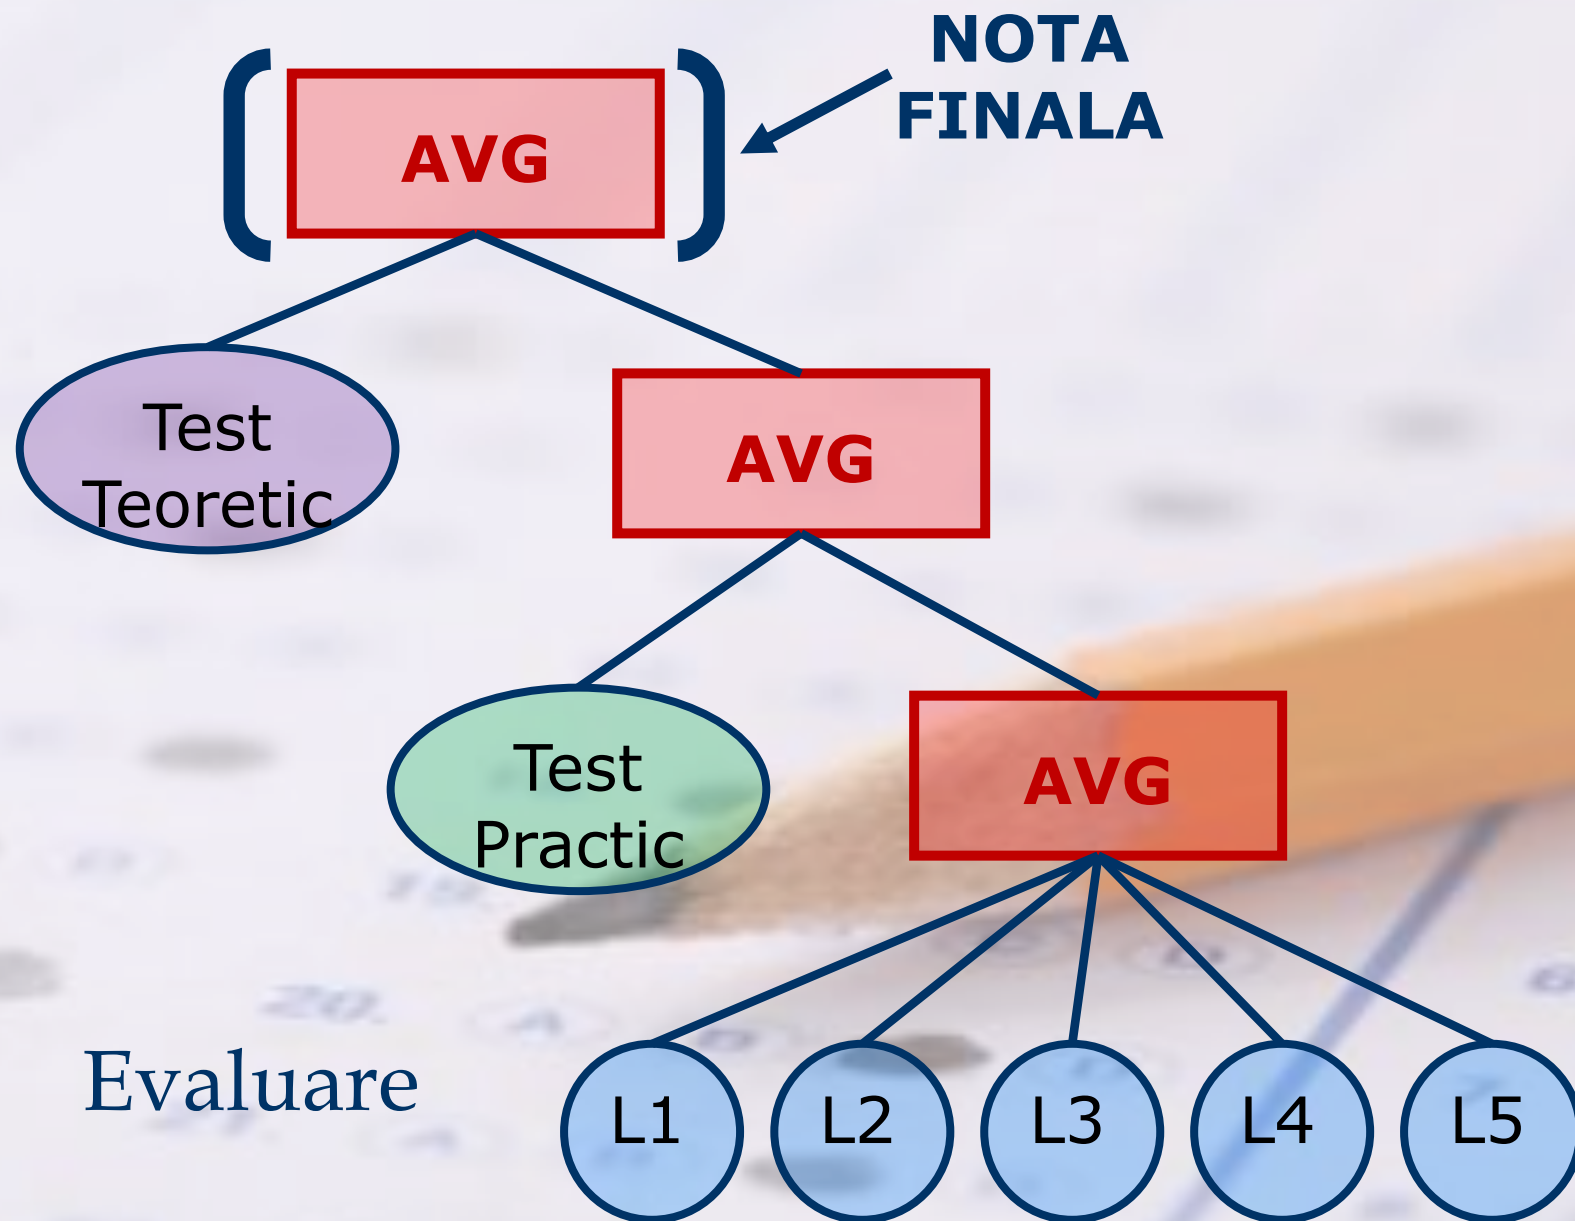 NOTA
FINALA
AVG
Test
Teoretic
AVG
Test
Practic
AVG
Evaluare
L1
L2
L3
L4
L5